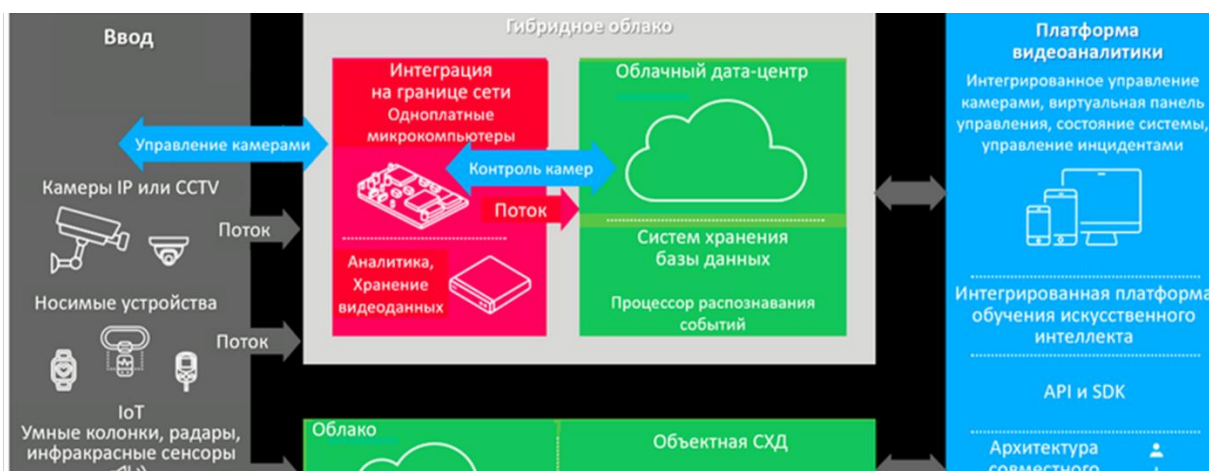 Ввод
Управление камерами
Камеры IP или CCTV
Поток
Носимые устройства
Поток
IoT
Умные колонки, радары,
инфракрасные сенсоры
Гибридное облако
Интеграция
на границе сети
Одноплатные
микрокомпьютеры
Контроль камер
Поток
Аналитика,
Хранение
видеоданных
Облачный дата-центр
Систем хранения
базы данных
Процессор распознавания
событий
Облако
Объектная СХД
Платформа
видеоаналитики
Интегрированное управление
камерами, виртуальная панель
управления, состояние системы,
управление инцидентами
Интегрированная платформа
обучения искусственного
интеллекта
API и SDK
Архитектура
совместного